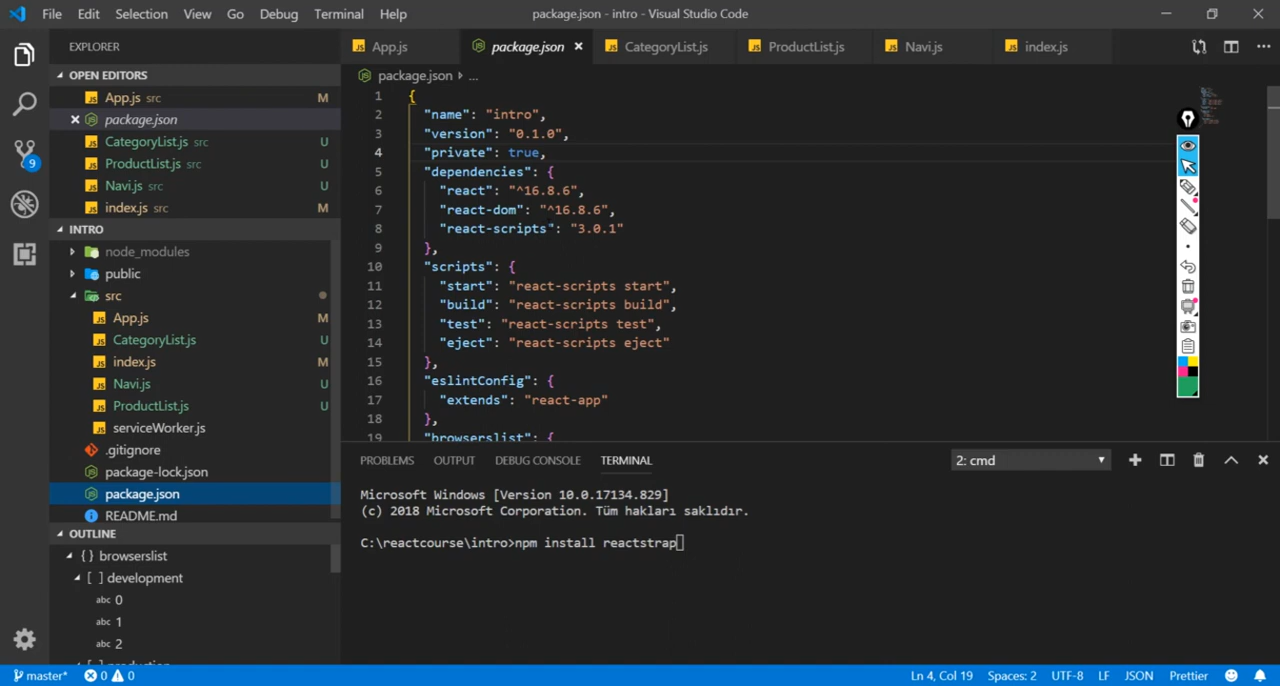 File Edit Selection View Go Debug Terminal Help package.json - intro - Visual Studio Code
EXPLORER
OPEN EDITORS
App.js src M
package.json
CategoryList.js src U
ProductList.js src U
Navi.js src U
index.js src M
9
INTRO
node_modules
public
src
App.js M
CategoryList.js U
index.js M
Navi.js U
ProductList.js U
serviceWorker.js
.gitignore
package-lock.json
package.json
README.md
OUTLINE
{ } browserslist
[ ] development
abc 0
abc 1
abc 2
App.js package.json CategoryList.js ProductList.js Navi.js index.js
package.json ...
1 {
2 "name": "intro",
3 "version": "0.1.0",
4 "private": true,
5 "dependencies": {
6 "react": "^16.8.6",
7 "react-dom": "^16.8.6",
8 "react-scripts": "3.0.1"
9 },
10 "scripts": {
11 "start": "react-scripts start",
12 "build": "react-scripts build",
13 "test": "react-scripts test",
14 "eject": "react-scripts eject"
15 },
16 "eslintConfig": {
17 "extends": "react-app"
18 },
19 "browserslist": {
PROBLEMS OUTPUT DEBUG CONSOLE TERMINAL 2: cmd
Microsoft Windows [Version 10.0.17134.829]
(c) 2018 Microsoft Corporation. Tüm hakları saklıdır.
C:\reactcourse\intro>npm install reactstrap
master* 0 0 Ln 4, Col 19 Spaces: 2 UTF-8 LF JSON Prettier